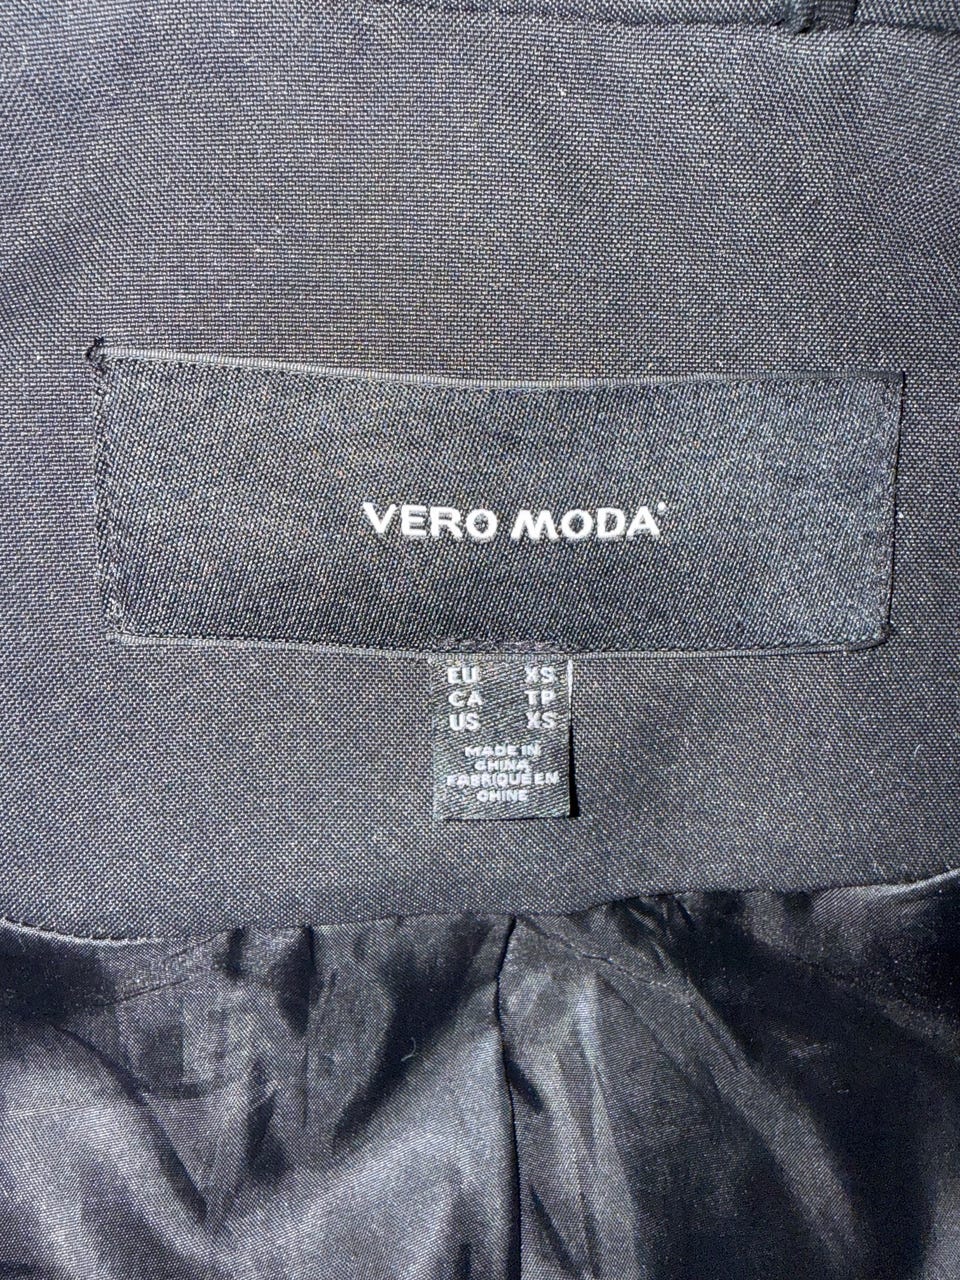 VERO MODA®
EU XS
CA TP
US XS
MADE IN
CHINA
FABRIQUÉ EN
CHINE